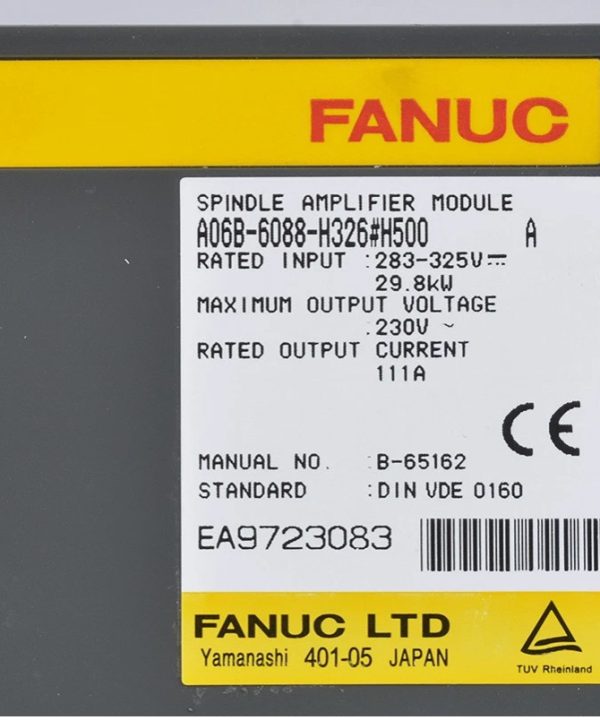 FANUC
SPINDLE AMPLIFIER MODULE
A06B-6088-H326#H500 A
RATED INPUT :283-325V⎓
29.8kW
MAXIMUM OUTPUT VOLTAGE
:230V ~
RATED OUTPUT CURRENT
111A
CE
MANUAL NO. :B-65162
STANDARD :DIN VDE 0160
EA9723083
FANUC LTD
Yamanashi 401-05 JAPAN
TUV Rheinland